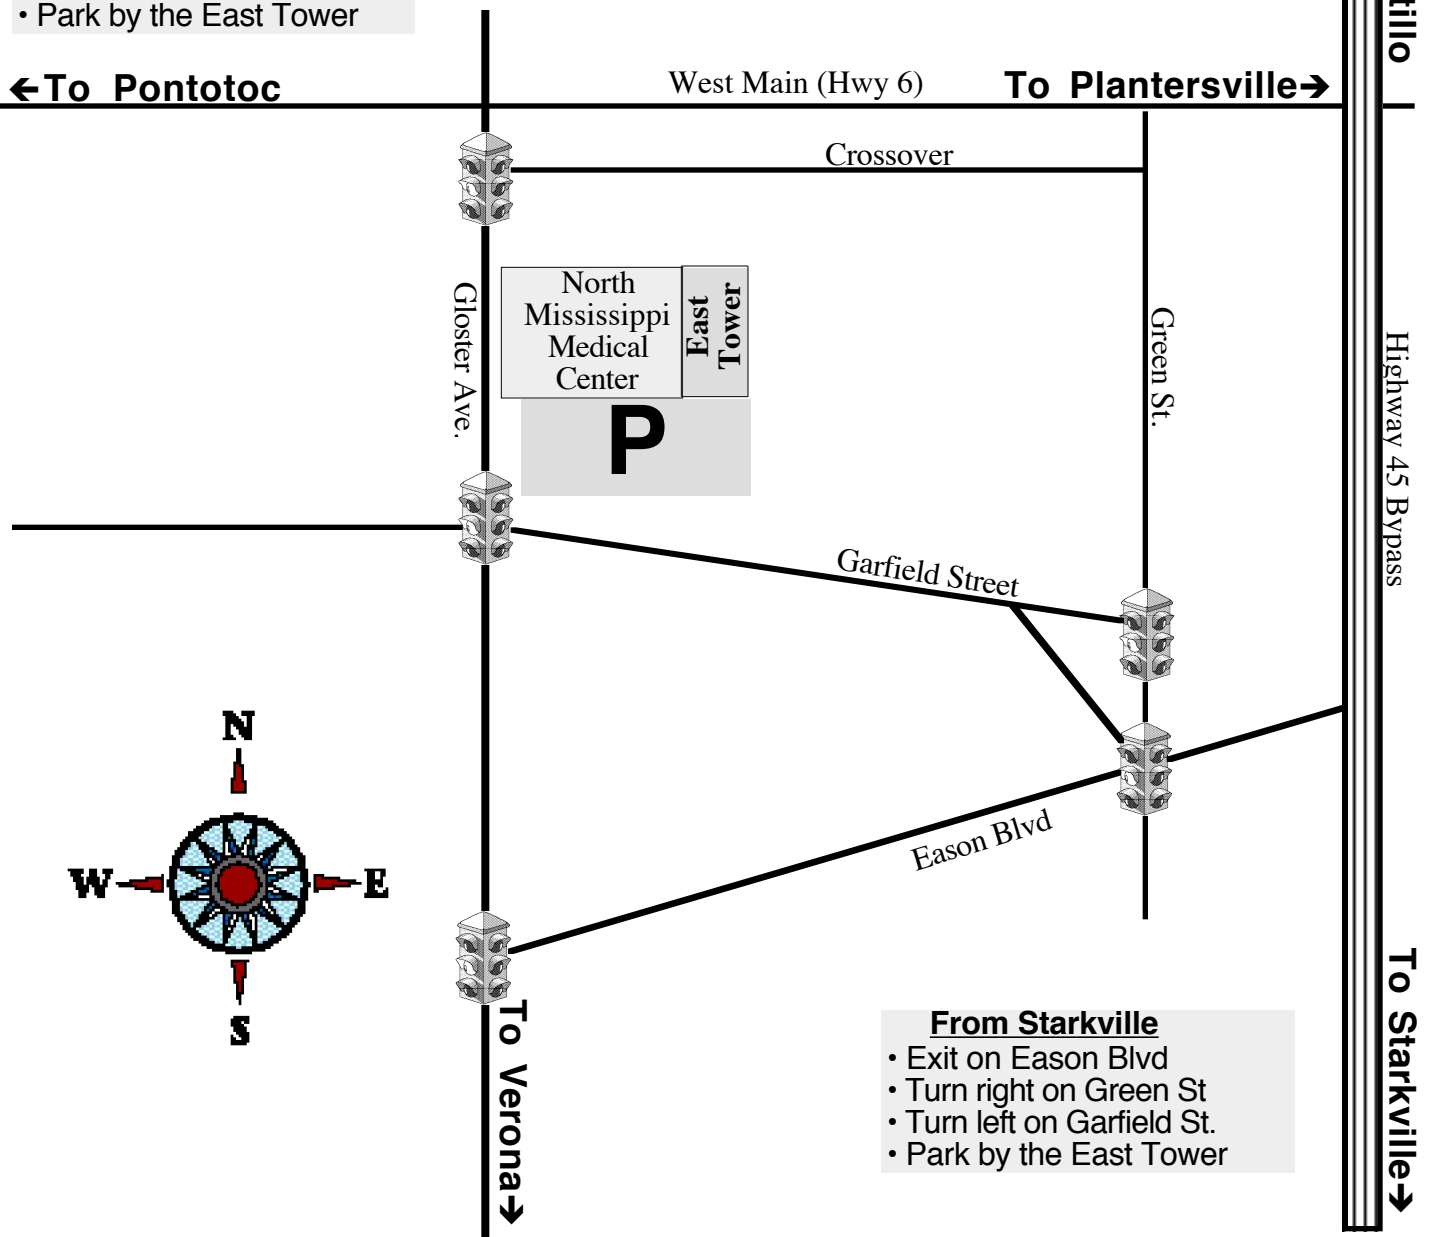 • Park by the East Tower
←To Pontotoc
West Main (Hwy 6)
To Plantersville→
Crossover
North
Mississippi
Medical
Center
East
Tower
P
Gloster Ave.
Green St.
Highway 45 Bypass
Garfield Street
N
W
E
S
Eason Blvd
To Verona→
To Starkville→
From Starkville
• Exit on Eason Blvd
• Turn right on Green St
• Turn left on Garfield St.
• Park by the East Tower